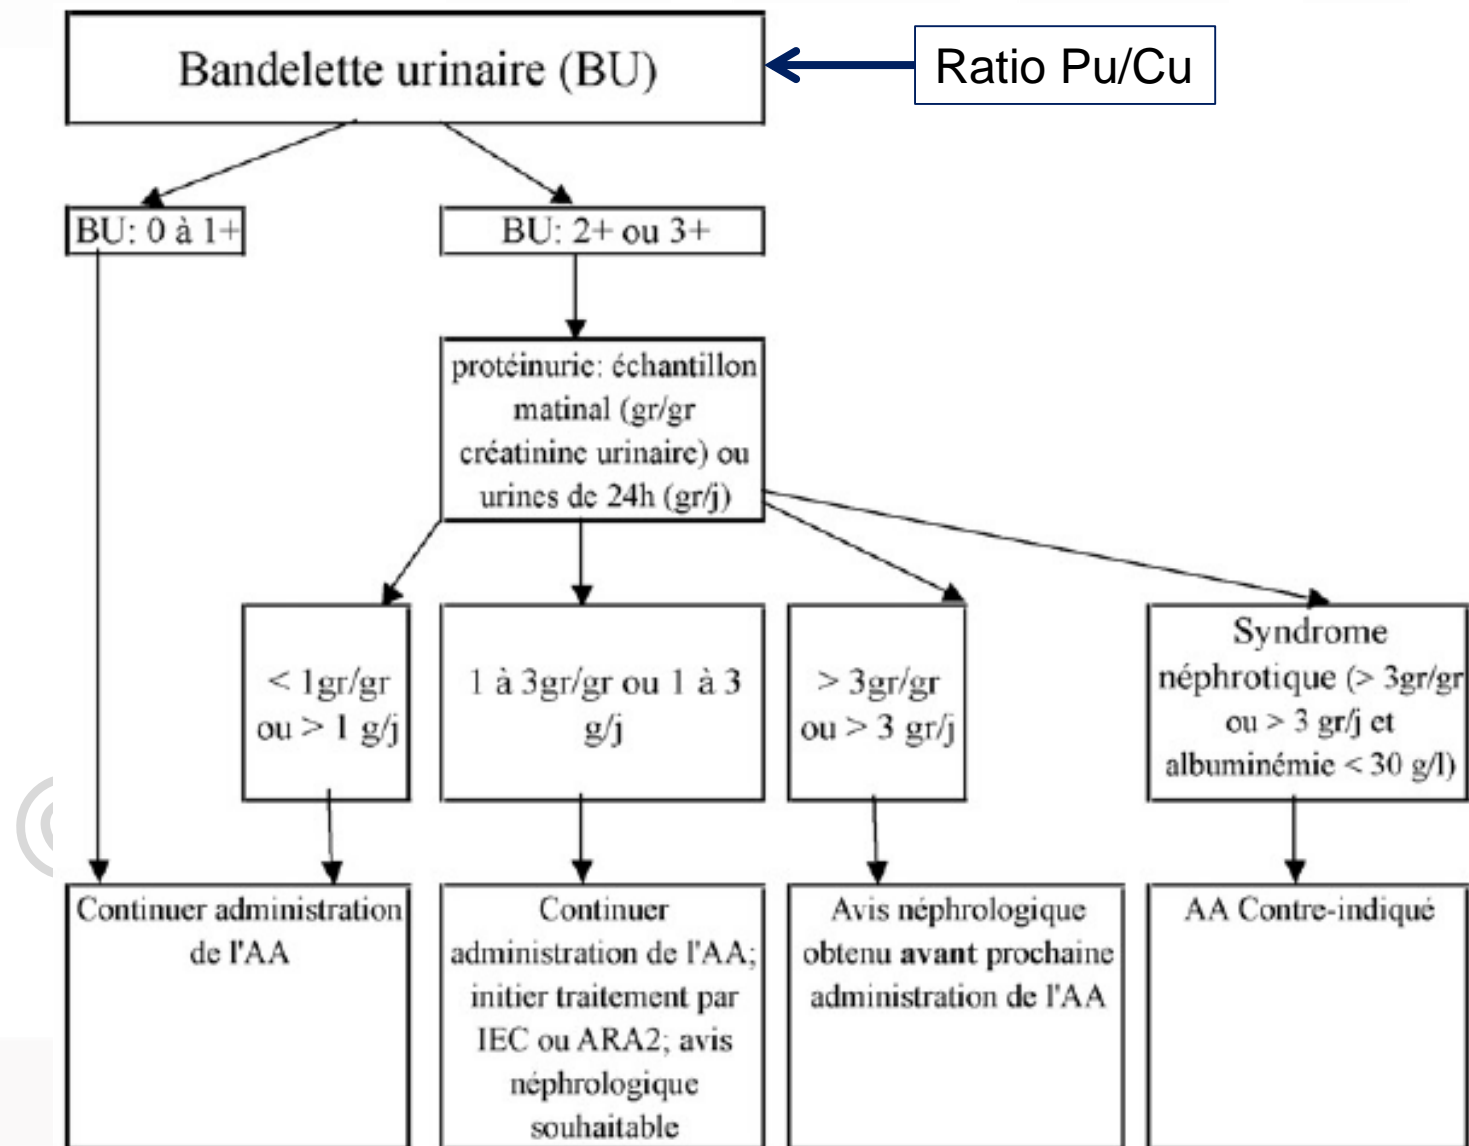 Bandelette urinaire (BU)
Ratio Pu/Cu
BU: 0 à 1+
BU: 2+ ou 3+
protéinurie: échantillon
matinal (gr/gr
créatinine urinaire) ou
urines de 24h (gr/j)
< 1gr/gr
ou > 1 g/j
1 à 3gr/gr ou 1 à 3
g/j
> 3gr/gr
ou > 3 gr/j
Syndrome
néphrotique (> 3gr/gr
ou > 3 gr/j et
albuminémie < 30 g/l)
Continuer administration
de l'AA
Continuer
administration de l'AA;
initier traitement par
IEC ou ARA2; avis
néphrologique
souhaitable
Avis néphrologique
obtenu avant prochaine
administration de l'AA
AA Contre-indiqué